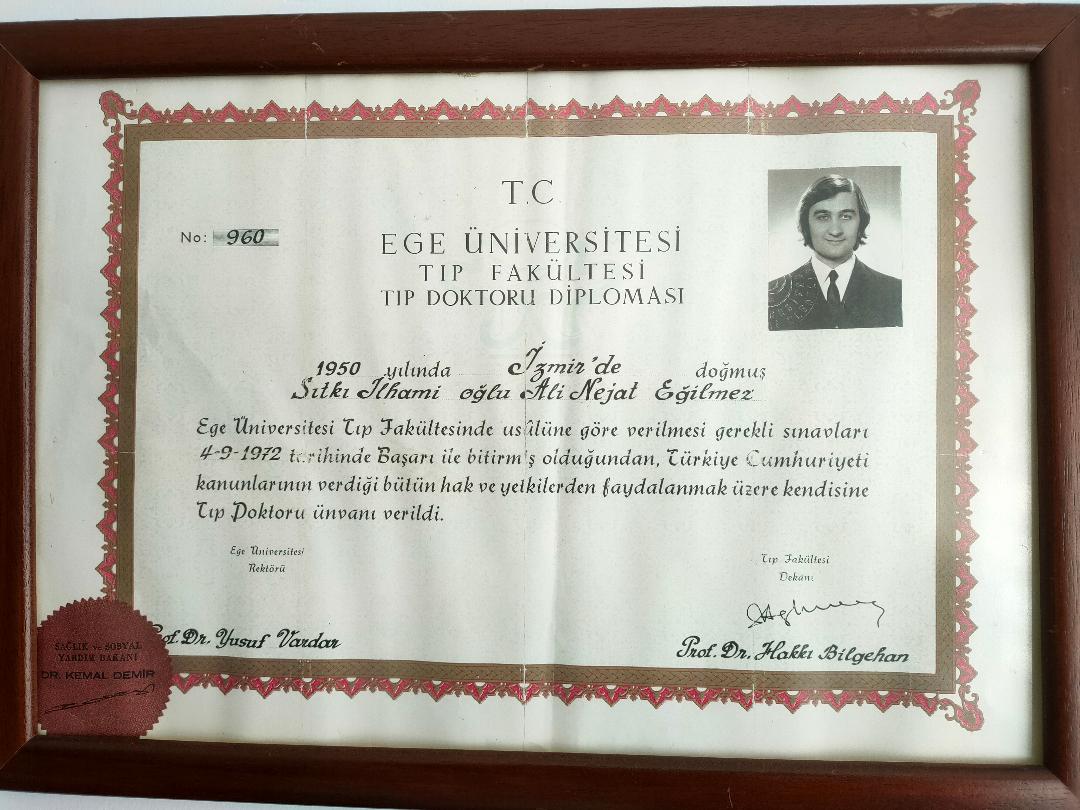 T.C
No: 960
EGE ÜNİVERSİTESİ
TIP FAKÜLTESİ
TIP DOKTORU DİPLOMASI
1950 yılında İzmir'de doğmuş
Sıtkı İlhami oğlu Ali Nejat Eğilmez
Ege Üniversitesi Tıp Fakültesinde usûlüne göre verilmesi gerekli sınavları
4-9-1972 tarihinde Başarı ile bitirmiş olduğundan, Türkiye Cumhuriyeti
kanunlarının verdiği bütün hak ve yetkilerden faydalanmak üzere kendisine
Tıp Doktoru ünvanı verildi.
Ege Üniversitesi
Rektörü
Tıp Fakültesi
Dekanı
Prof. Dr. Yusuf Vardar
Prof. Dr. Hakkı Bilgehan
SAĞLIK ve SOSYAL
YARDIM BAKANI
DR. KEMAL DEMİR